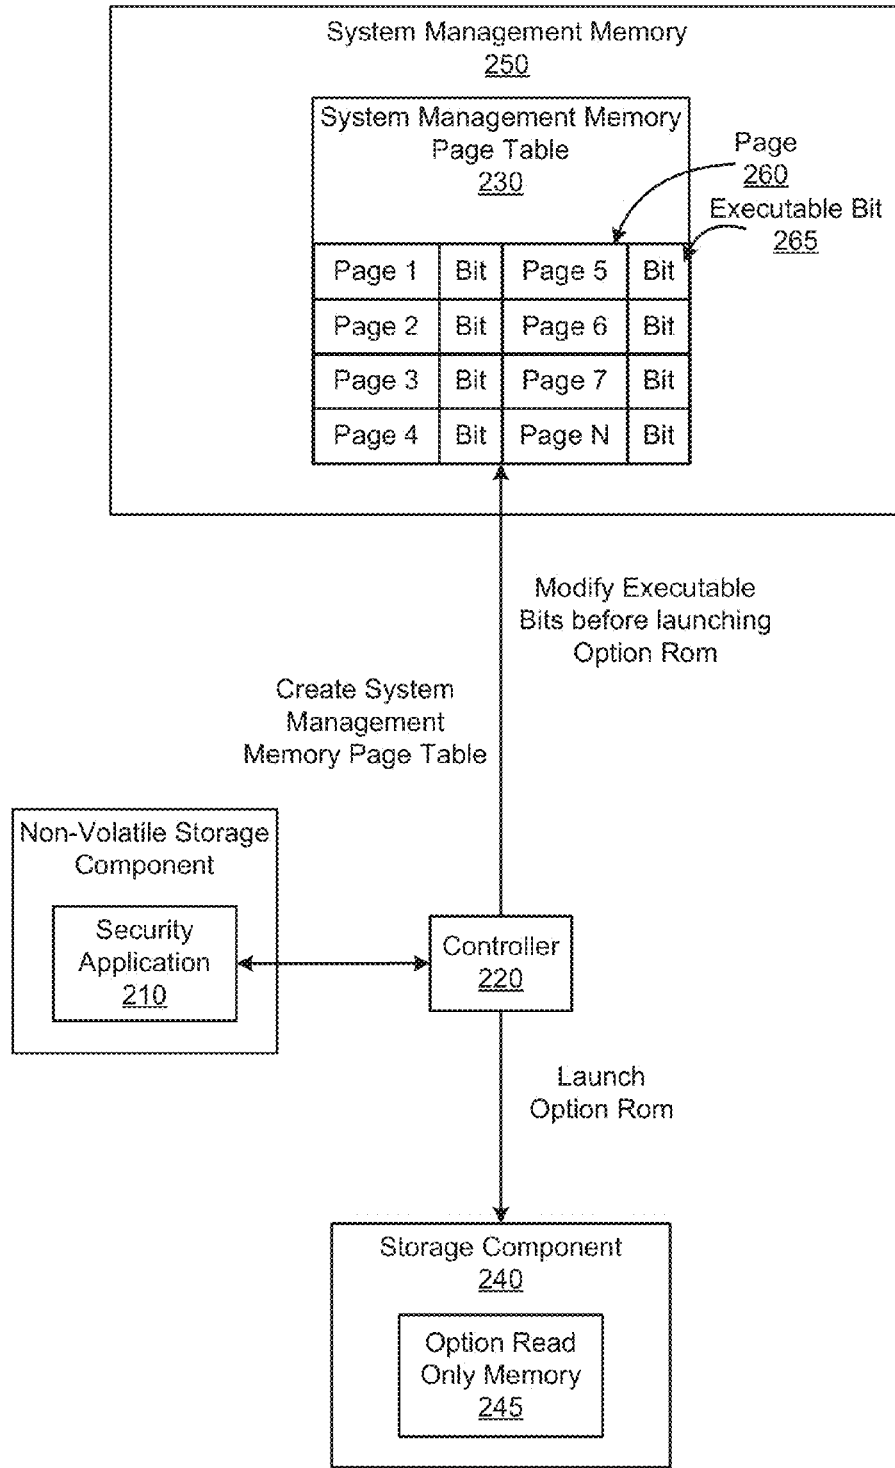 System Management Memory
250
System Management Memory
Page Table
230
Page
260
Executable Bit
265
Page 1 Bit Page 5 Bit
Page 2 Bit Page 6 Bit
Page 3 Bit Page 7 Bit
Page 4 Bit Page N Bit
Modify Executable
Bits before launching
Option Rom
Create System
Management
Memory Page Table
Non-Volatile Storage
Component
Security
Application
210
Controller
220
Launch
Option Rom
Storage Component
240
Option Read
Only Memory
245